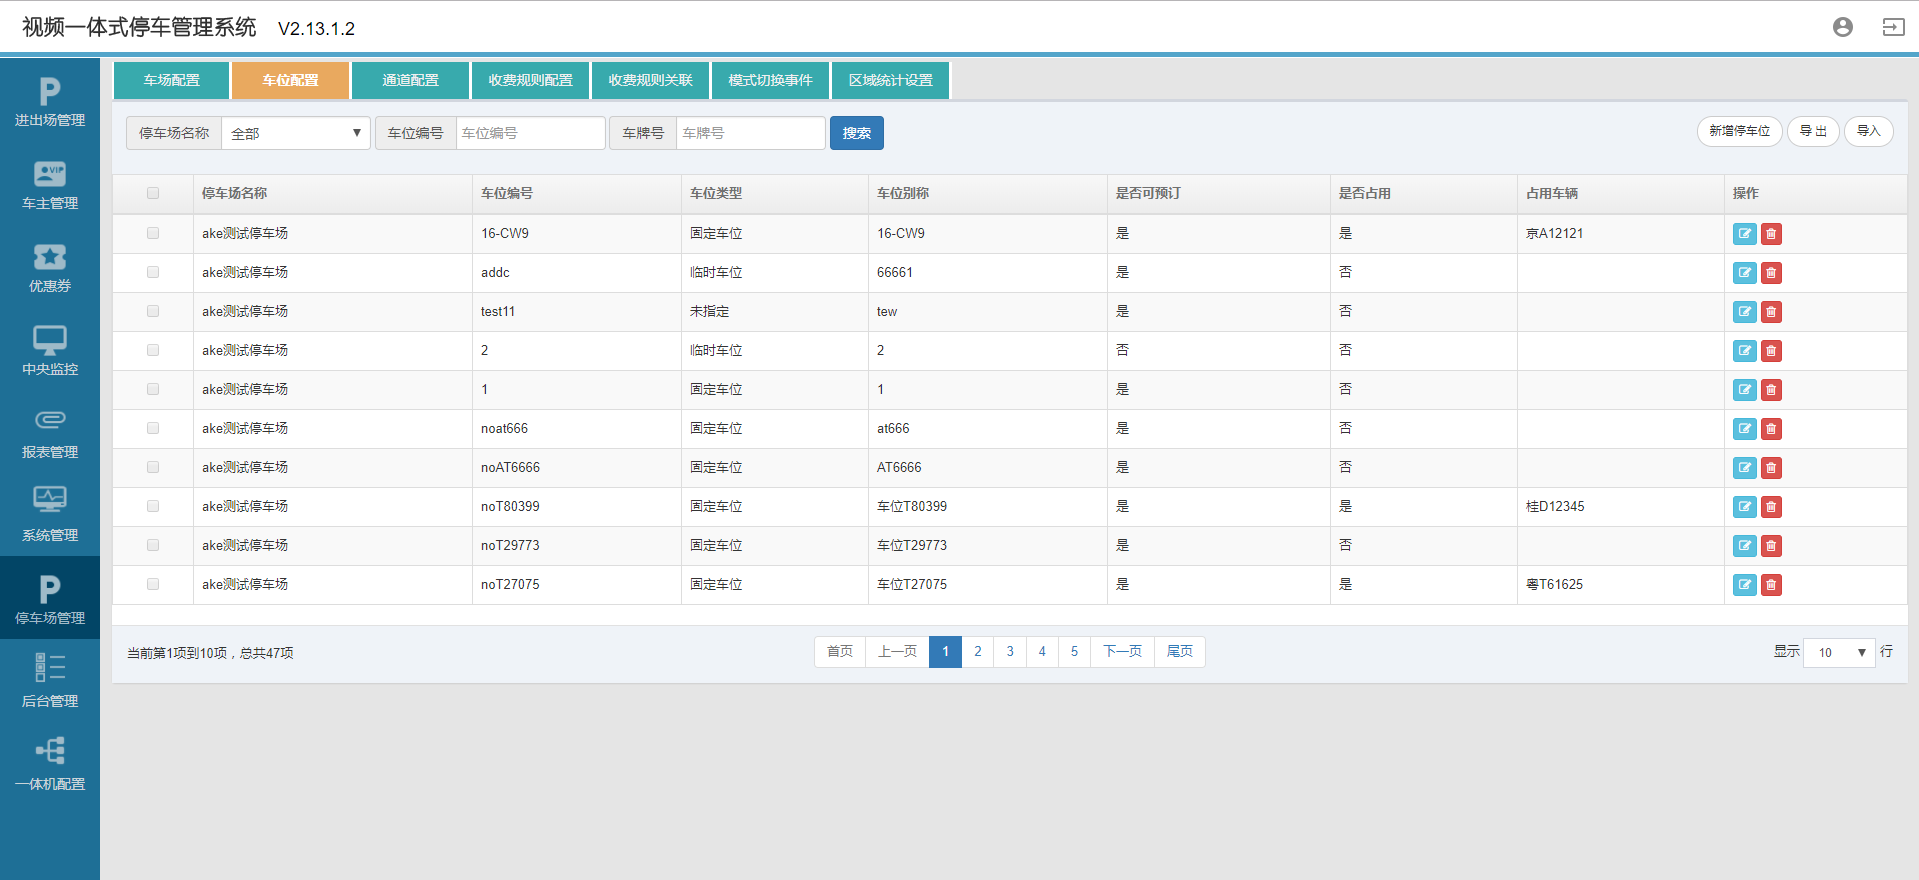 视频一体式停车管理系统 V2.13.1.2
进出场管理
车主管理
优惠券
中央监控
报表管理
系统管理
停车场管理
后台管理
一体机配置
车场配置 车位配置 通道配置 收费规则配置 收费规则关联 模式切换事件 区域统计设置
停车场名称 全部 车位编号 车位编号 车牌号 车牌号 搜索 新增停车位 导 出 导入
停车场名称 车位编号 车位类型 车位别称 是否可预订 是否占用 占用车辆 操作
ake测试停车场 16-CW9 固定车位 16-CW9 是 是 京A12121
ake测试停车场 addc 临时车位 66661 是 否
ake测试停车场 test11 未指定 tew 是 否
ake测试停车场 2 临时车位 2 否 否
ake测试停车场 1 固定车位 1 是 否
ake测试停车场 noat666 固定车位 at666 是 否
ake测试停车场 noAT6666 固定车位 AT6666 是 否
ake测试停车场 noT80399 固定车位 车位T80399 是 是 桂D12345
ake测试停车场 noT29773 固定车位 车位T29773 是 否
ake测试停车场 noT27075 固定车位 车位T27075 是 是 粤T61625
当前第1项到10项，总共47项 首页 上一页 1 2 3 4 5 下一页 尾页 显示 10 行